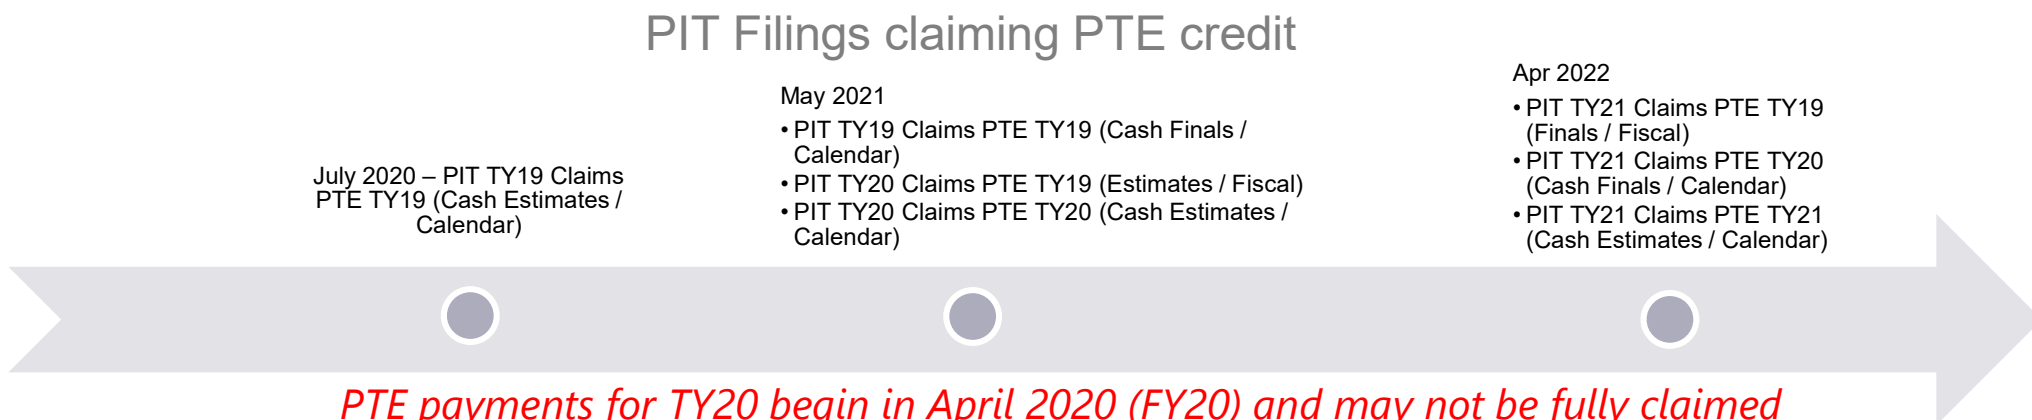 PIT Filings claiming PTE credit
July 2020 – PIT TY19 Claims
PTE TY19 (Cash Estimates /
Calendar)
May 2021
• PIT TY19 Claims PTE TY19 (Cash Finals /
Calendar)
• PIT TY20 Claims PTE TY19 (Estimates / Fiscal)
• PIT TY20 Claims PTE TY20 (Cash Estimates /
Calendar)
Apr 2022
• PIT TY21 Claims PTE TY19
(Finals / Fiscal)
• PIT TY21 Claims PTE TY20
(Cash Finals / Calendar)
• PIT TY21 Claims PTE TY21
(Cash Estimates / Calendar)
PTE payments for TY20 begin in April 2020 (FY20) and may not be fully claimed